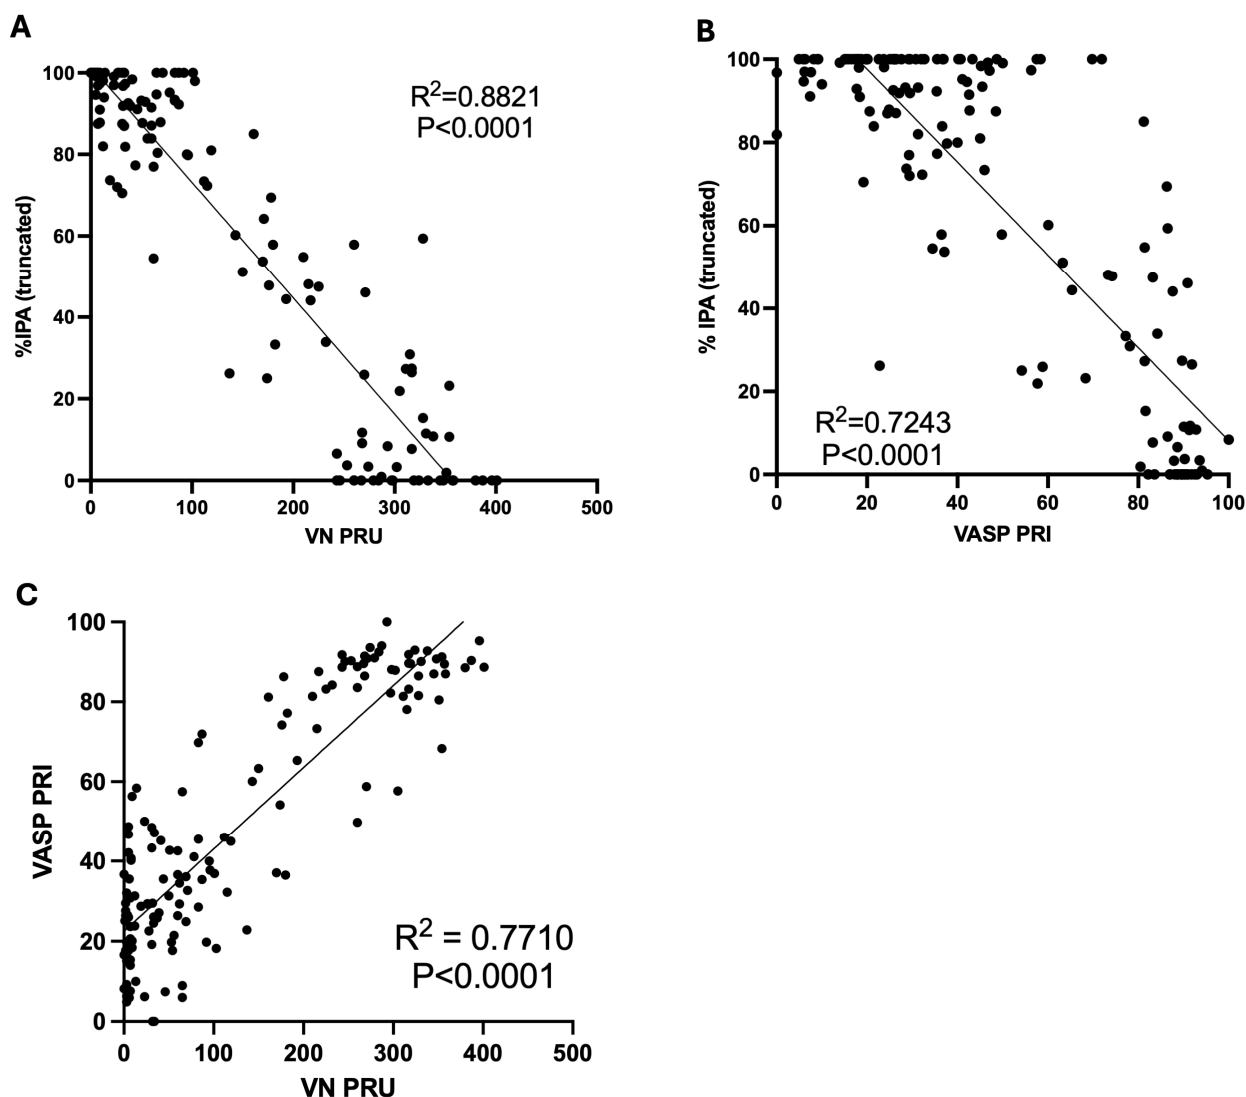 A
100
80
60
40
20
0
%IPA (truncated)
R²=0.8821
P<0.0001
0 100 200 300 400 500
VN PRU
B
100
80
60
40
20
0
% IPA (truncated)
R²=0.7243
P<0.0001
0 20 40 60 80 100
VASP PRI
C
100
80
60
40
20
0
VASP PRI
R² = 0.7710
P<0.0001
0 100 200 300 400 500
VN PRU